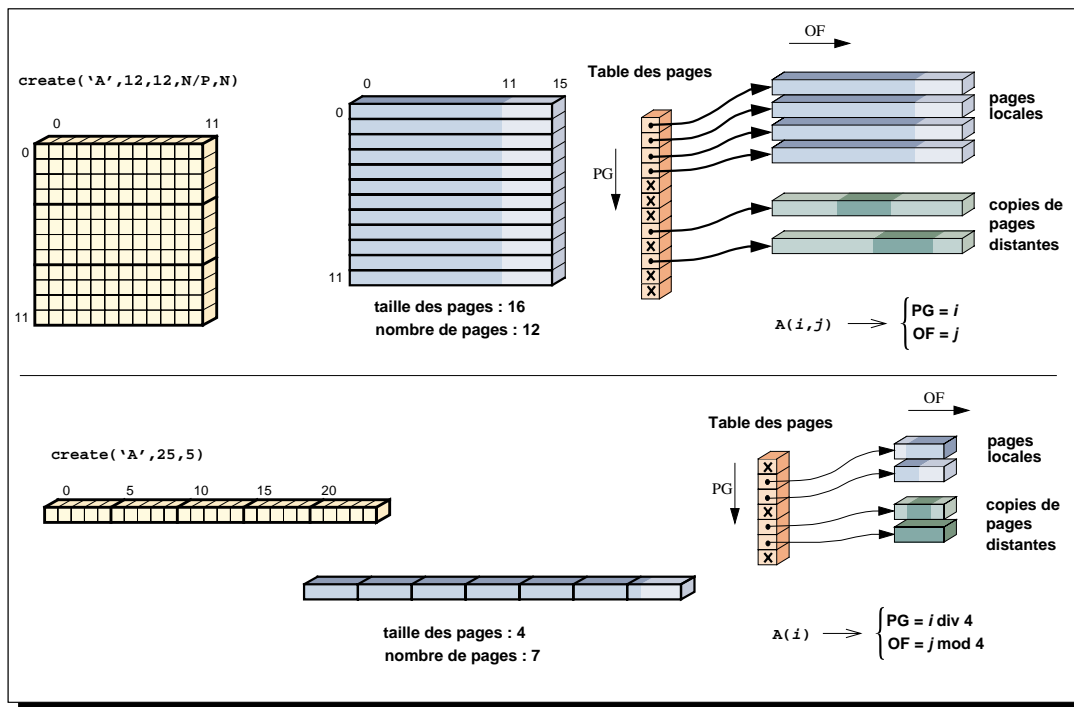 OF
create(‘A’,12,12,N/P,N)
0 11
0
11
0 11 15
0
11
taille des pages : 16
nombre de pages : 12
Table des pages
PG
x
x
x
x
x
x
pages
locales
copies de
pages
distantes
A(i,j)
PG = i
OF = j
create(‘A’,25,5)
0 5 10 15 20
taille des pages : 4
nombre de pages : 7
OF
Table des pages
PG
x
x
x
pages
locales
copies de
pages
distantes
A(i)
PG = i div 4
OF = j mod 4